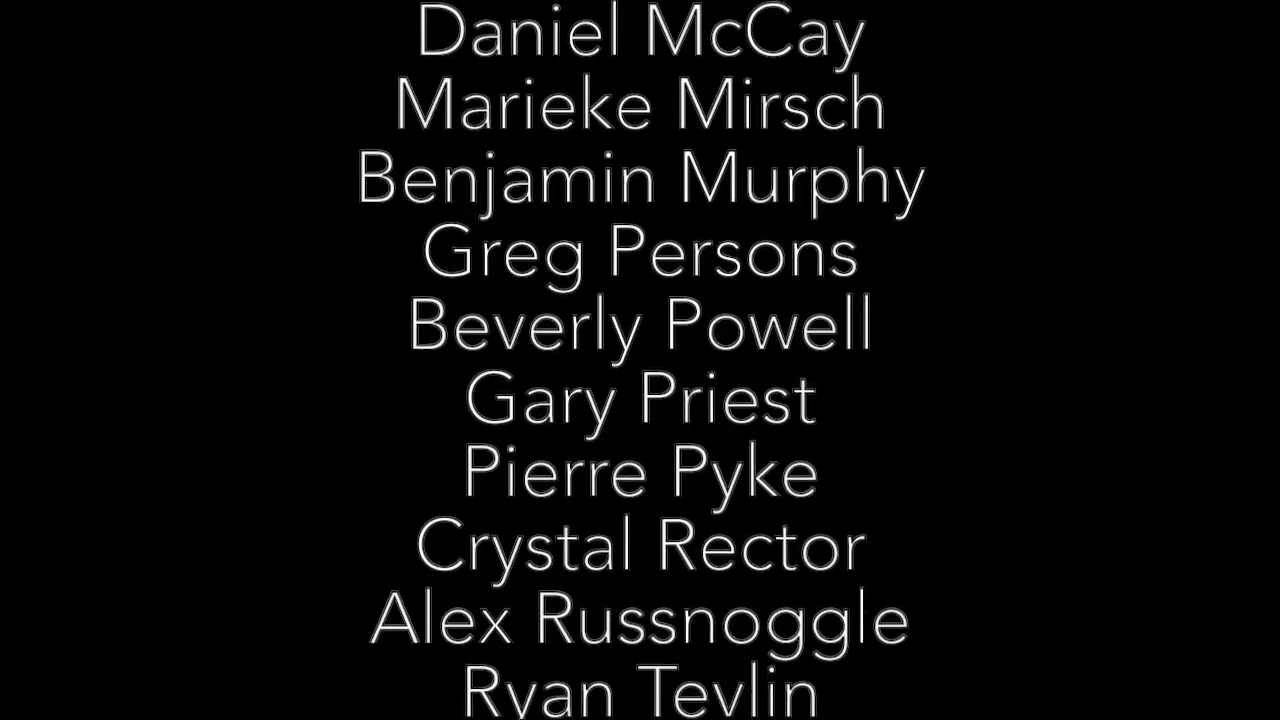 Daniel McCay
Marieke Mirsch
Benjamin Murphy
Greg Persons
Beverly Powell
Gary Priest
Pierre Pyke
Crystal Rector
Alex Russnoggle
Ryan Tevlin